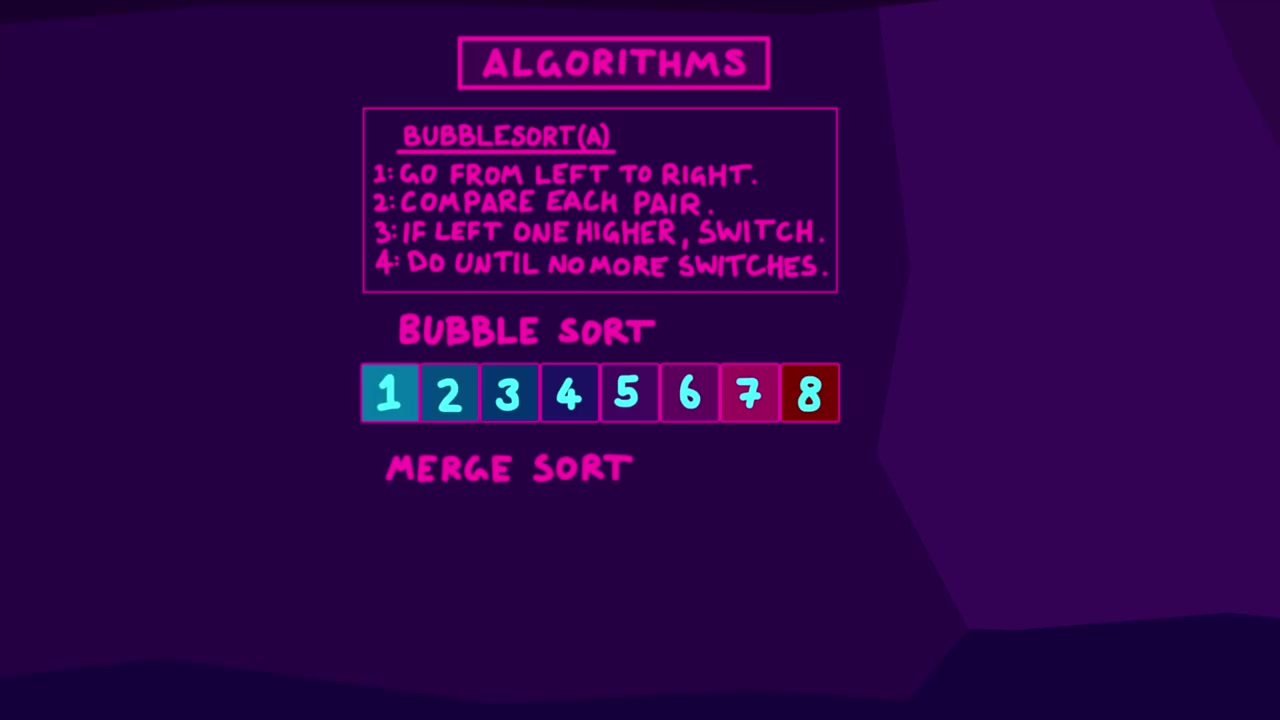 ALGORITHMS
BUBBLESORT(A)
1: GO FROM LEFT TO RIGHT.
2: COMPARE EACH PAIR.
3: IF LEFT ONE HIGHER, SWITCH.
4: DO UNTIL NO MORE SWITCHES.
BUBBLE SORT
1 2 3 4 5 6 7 8
MERGE SORT